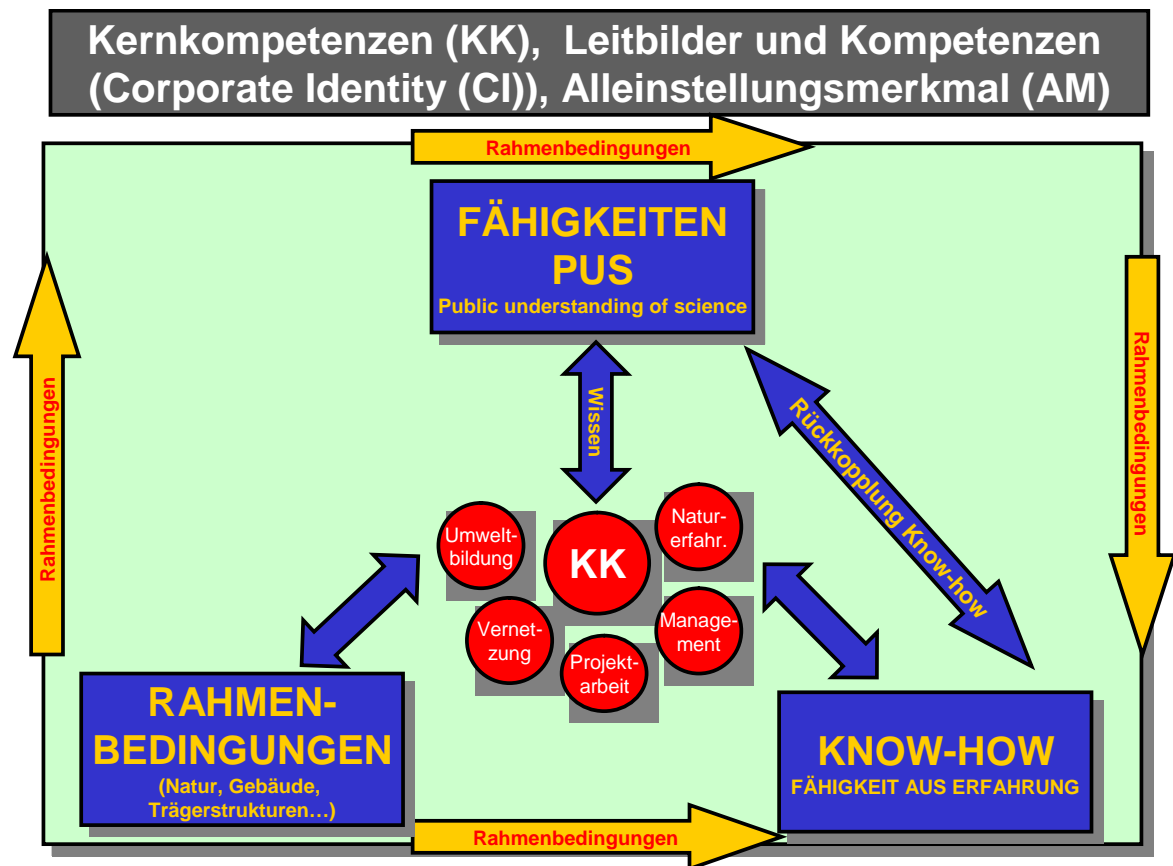 Kernkompetenzen (KK), Leitbilder und Kompetenzen
(Corporate Identity (CI)), Alleinstellungsmerkmal (AM)
Rahmenbedingungen
FÄHIGKEITEN
PUS
Public understanding of science
Rahmenbedingungen
Rahmenbedingungen
Wissen
Rückkopplung Know-how
Umwelt-
bildung
KK
Natur-
erfahr.
Vernet-
zung
Projekt-
arbeit
Manage-
ment
RAHMEN-
BEDINGUNGEN
(Natur, Gebäude,
Trägerstrukturen…)
KNOW-HOW
FÄHIGKEIT AUS ERFAHRUNG
Rahmenbedingungen